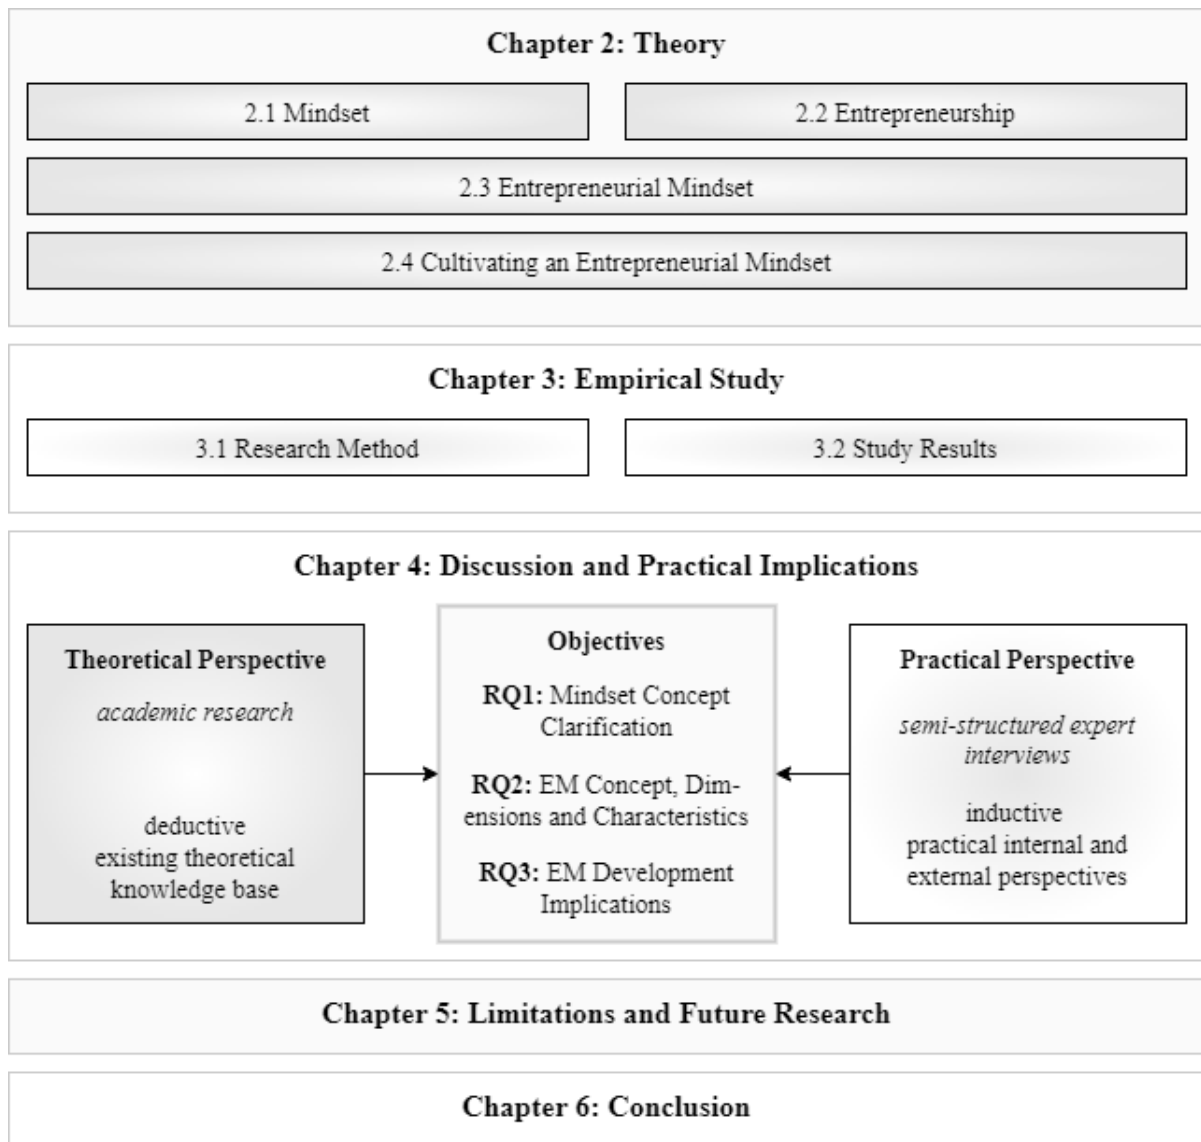 Chapter 2: Theory
2.1 Mindset
2.2 Entrepreneurship
2.3 Entrepreneurial Mindset
2.4 Cultivating an Entrepreneurial Mindset
Chapter 3: Empirical Study
3.1 Research Method
3.2 Study Results
Chapter 4: Discussion and Practical Implications
Theoretical Perspective
academic research
deductive
existing theoretical
knowledge base
Objectives
RQ1: Mindset Concept
Clarification
RQ2: EM Concept, Dim-
ensions and Characteristics
RQ3: EM Development
Implications
Practical Perspective
semi-structured expert
interviews
inductive
practical internal and
external perspectives
Chapter 5: Limitations and Future Research
Chapter 6: Conclusion